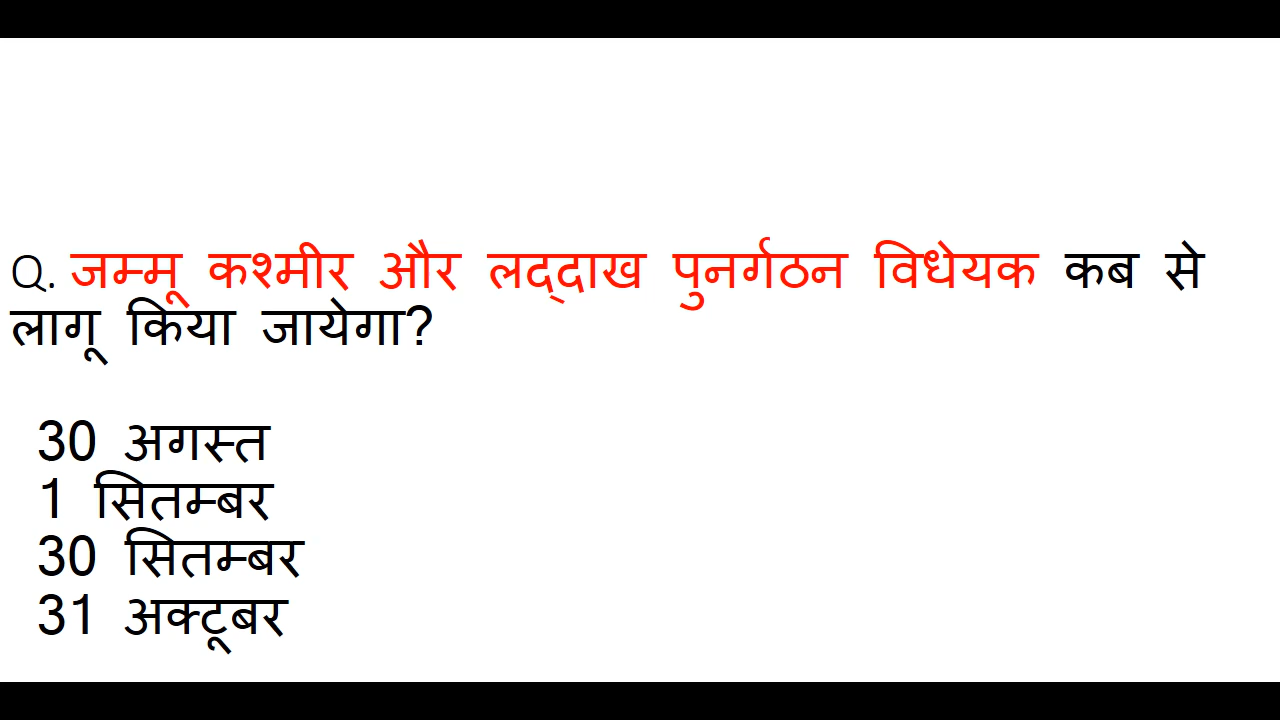 Q. जम्मू कश्मीर और लद्दाख पुनर्गठन विधेयक कब से
लागू किया जायेगा?
30 अगस्त
1 सितम्बर
30 सितम्बर
31 अक्टूबर